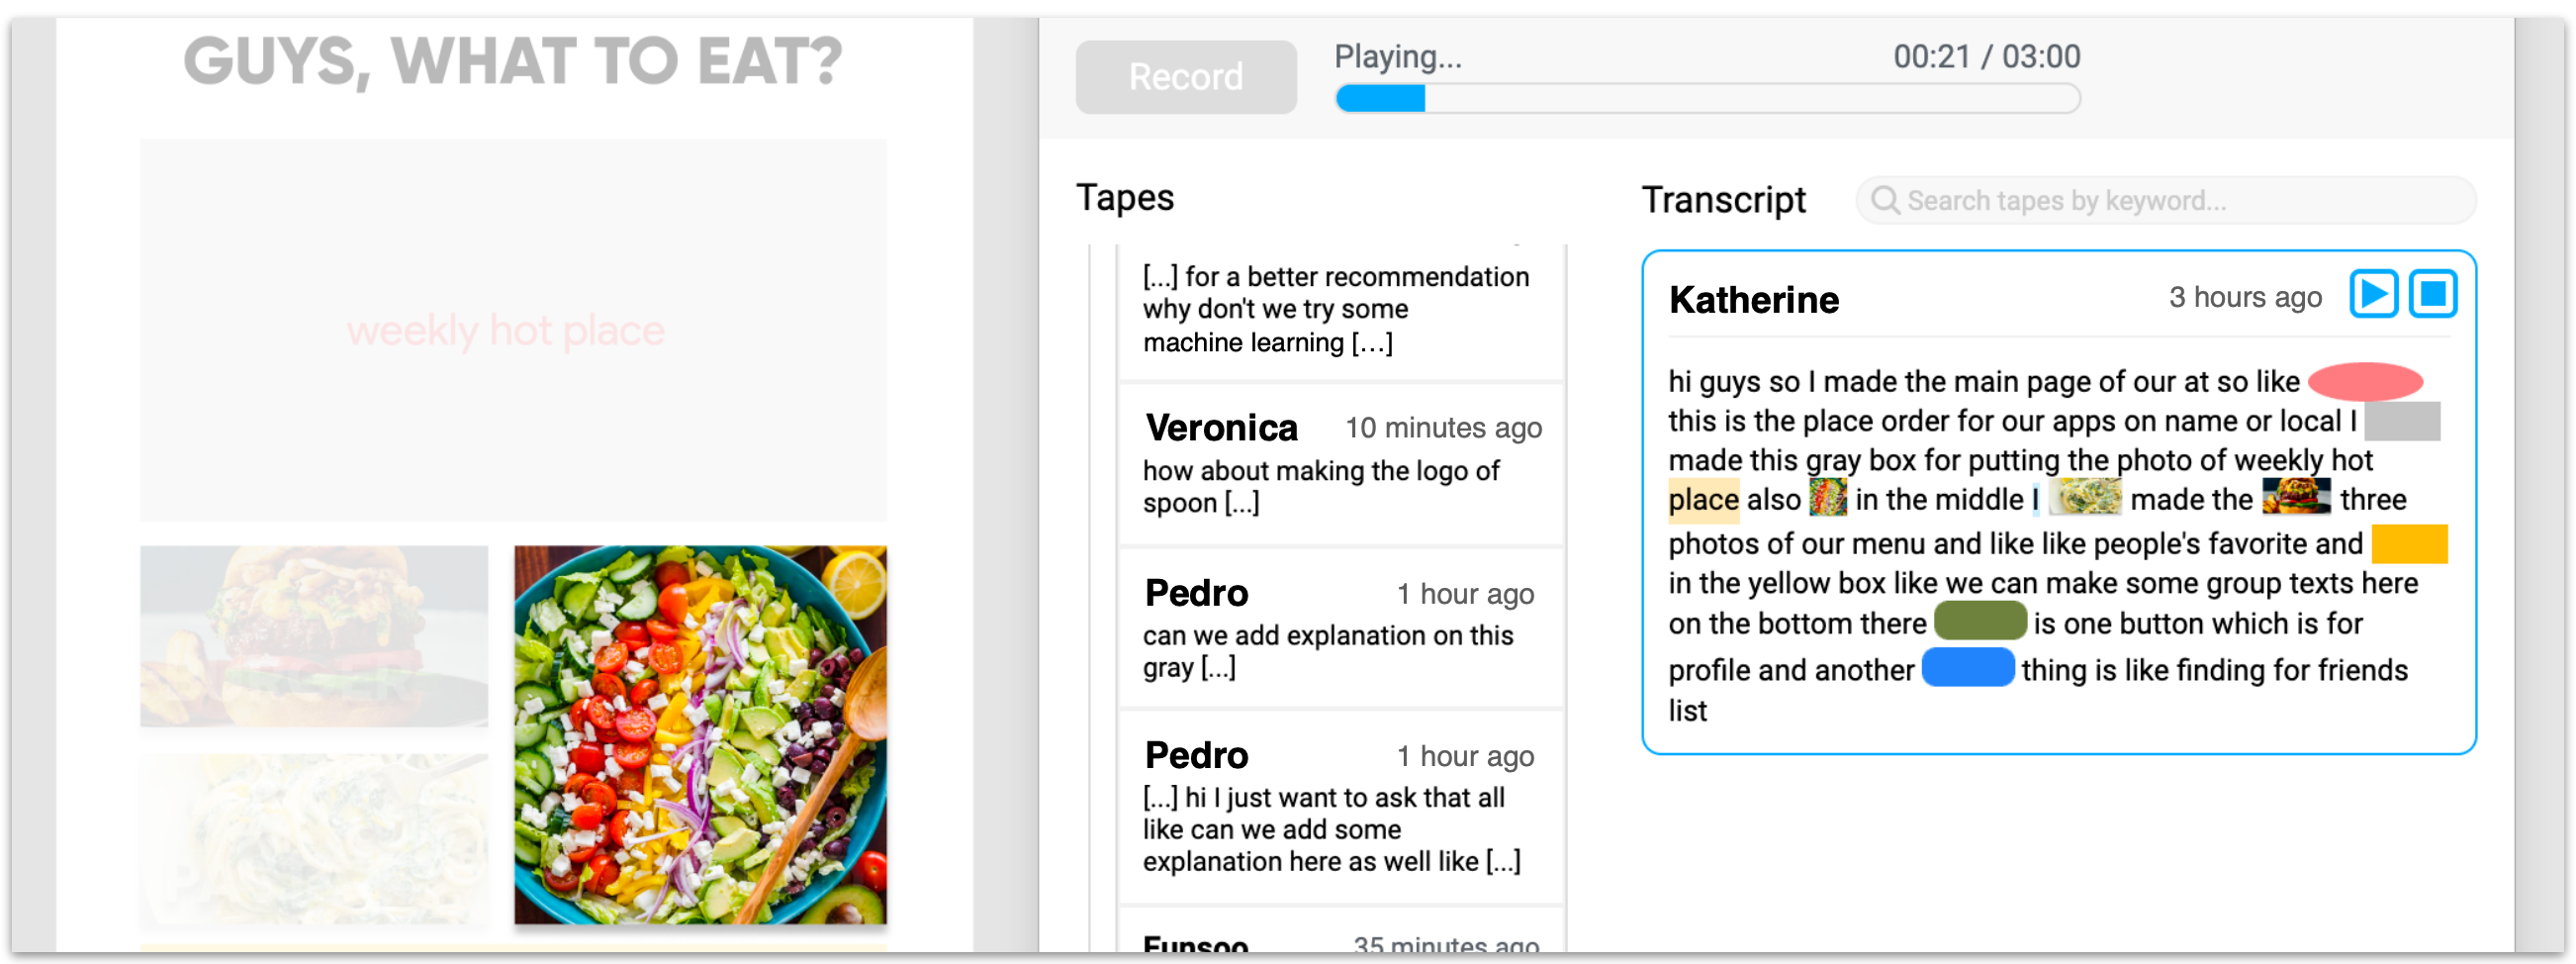 GUYS, WHAT TO EAT?
weekly hot place
Record
Playing...
00:21 / 03:00
Tapes
[...] for a better recommendation
why don't we try some
machine learning [...]
Veronica
10 minutes ago
how about making the logo of
spoon [...]
Pedro
1 hour ago
can we add explanation on this
gray [...]
Pedro
1 hour ago
[...] hi I just want to ask that all
like can we add some
explanation here as well like [...]
Eunsoo
35 minutes ago
Transcript
Search tapes by keyword...
Katherine
3 hours ago
hi guys so I made the main page of our at so like
this is the place order for our apps on name or local I
made this gray box for putting the photo of weekly hot
place also in the middle I made the three
photos of our menu and like like people's favorite and
in the yellow box like we can make some group texts here
on the bottom there is one button which is for
profile and another thing is like finding for friends
list